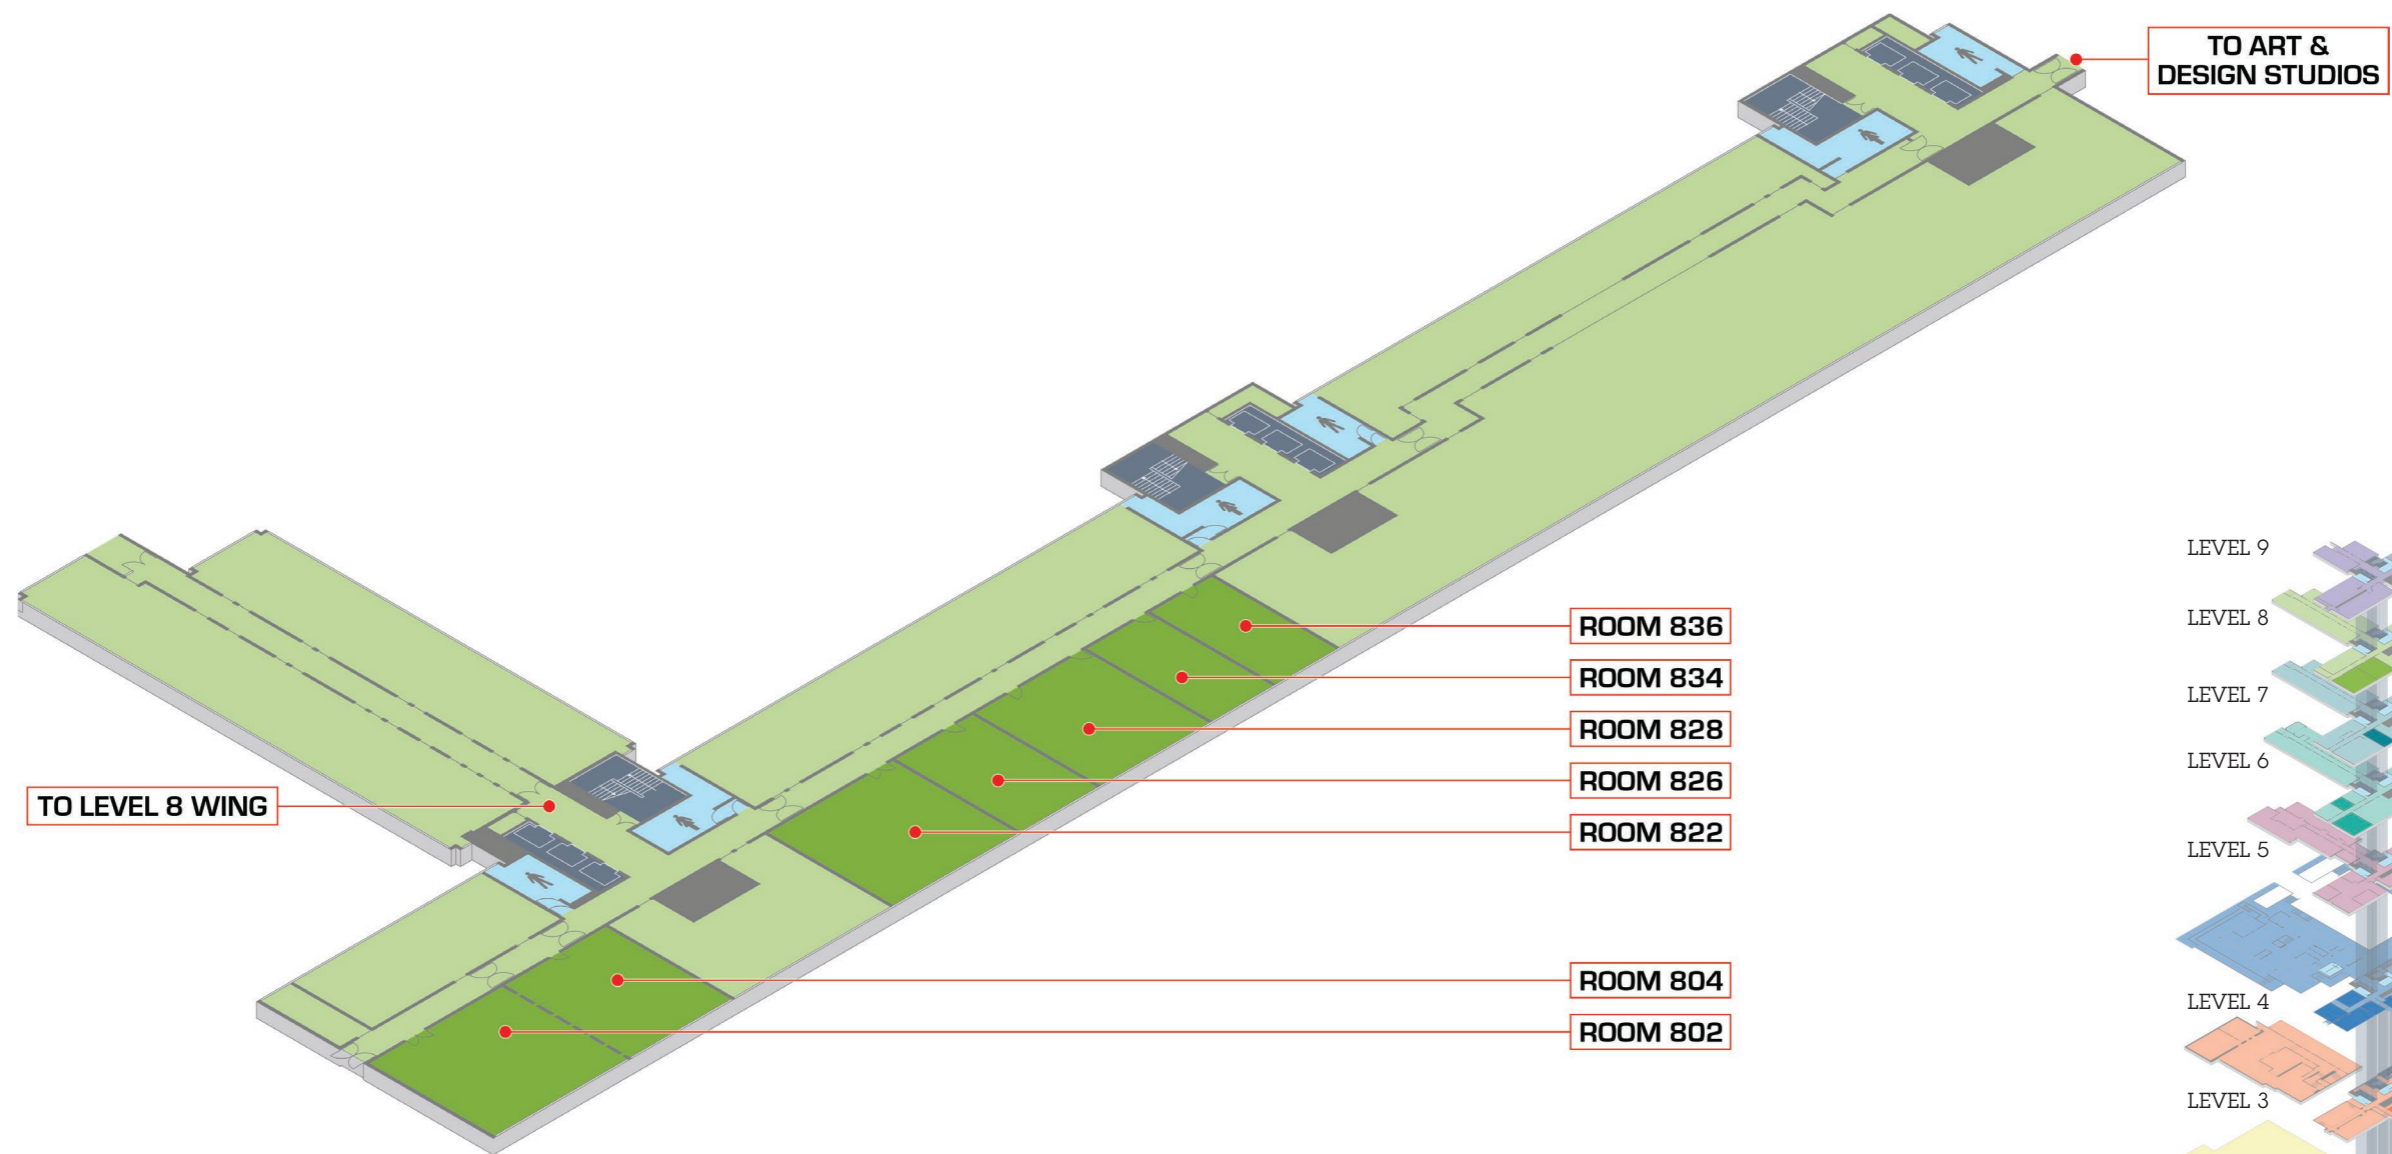 TO ART &
DESIGN STUDIOS
LEVEL 9
ROOM 836
LEVEL 8
ROOM 834
LEVEL 7
ROOM 828
LEVEL 6
ROOM 826
TO LEVEL 8 WING
ROOM 822
LEVEL 5
ROOM 804
LEVEL 4
ROOM 802
LEVEL 3